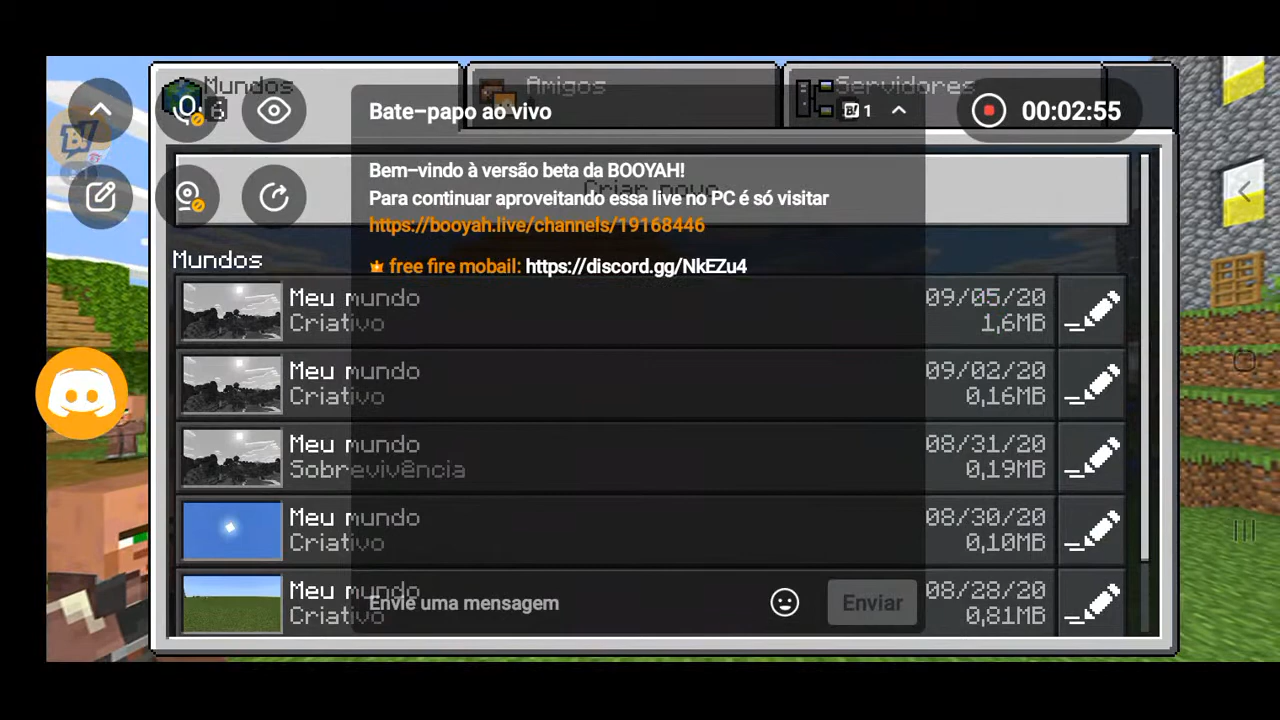 Mundos
6
Amigos
Servidores
Bate-papo ao vivo
1
00:02:55
Bem-vindo à versão beta da BOOYAH!
Criar novo
Para continuar aproveitando essa live no PC é só visitar
https://booyah.live/channels/19168446
free fire mobail: https://discord.gg/NkEZu4
Mundos
Meu mundo
Criativo
09/05/20
1,6MB
Meu mundo
Criativo
09/02/20
0,16MB
Meu mundo
Sobrevivência
08/31/20
0,19MB
Meu mundo
Criativo
08/30/20
0,10MB
Meu mundo
Criativo
08/28/20
0,81MB
Envie uma mensagem
Enviar